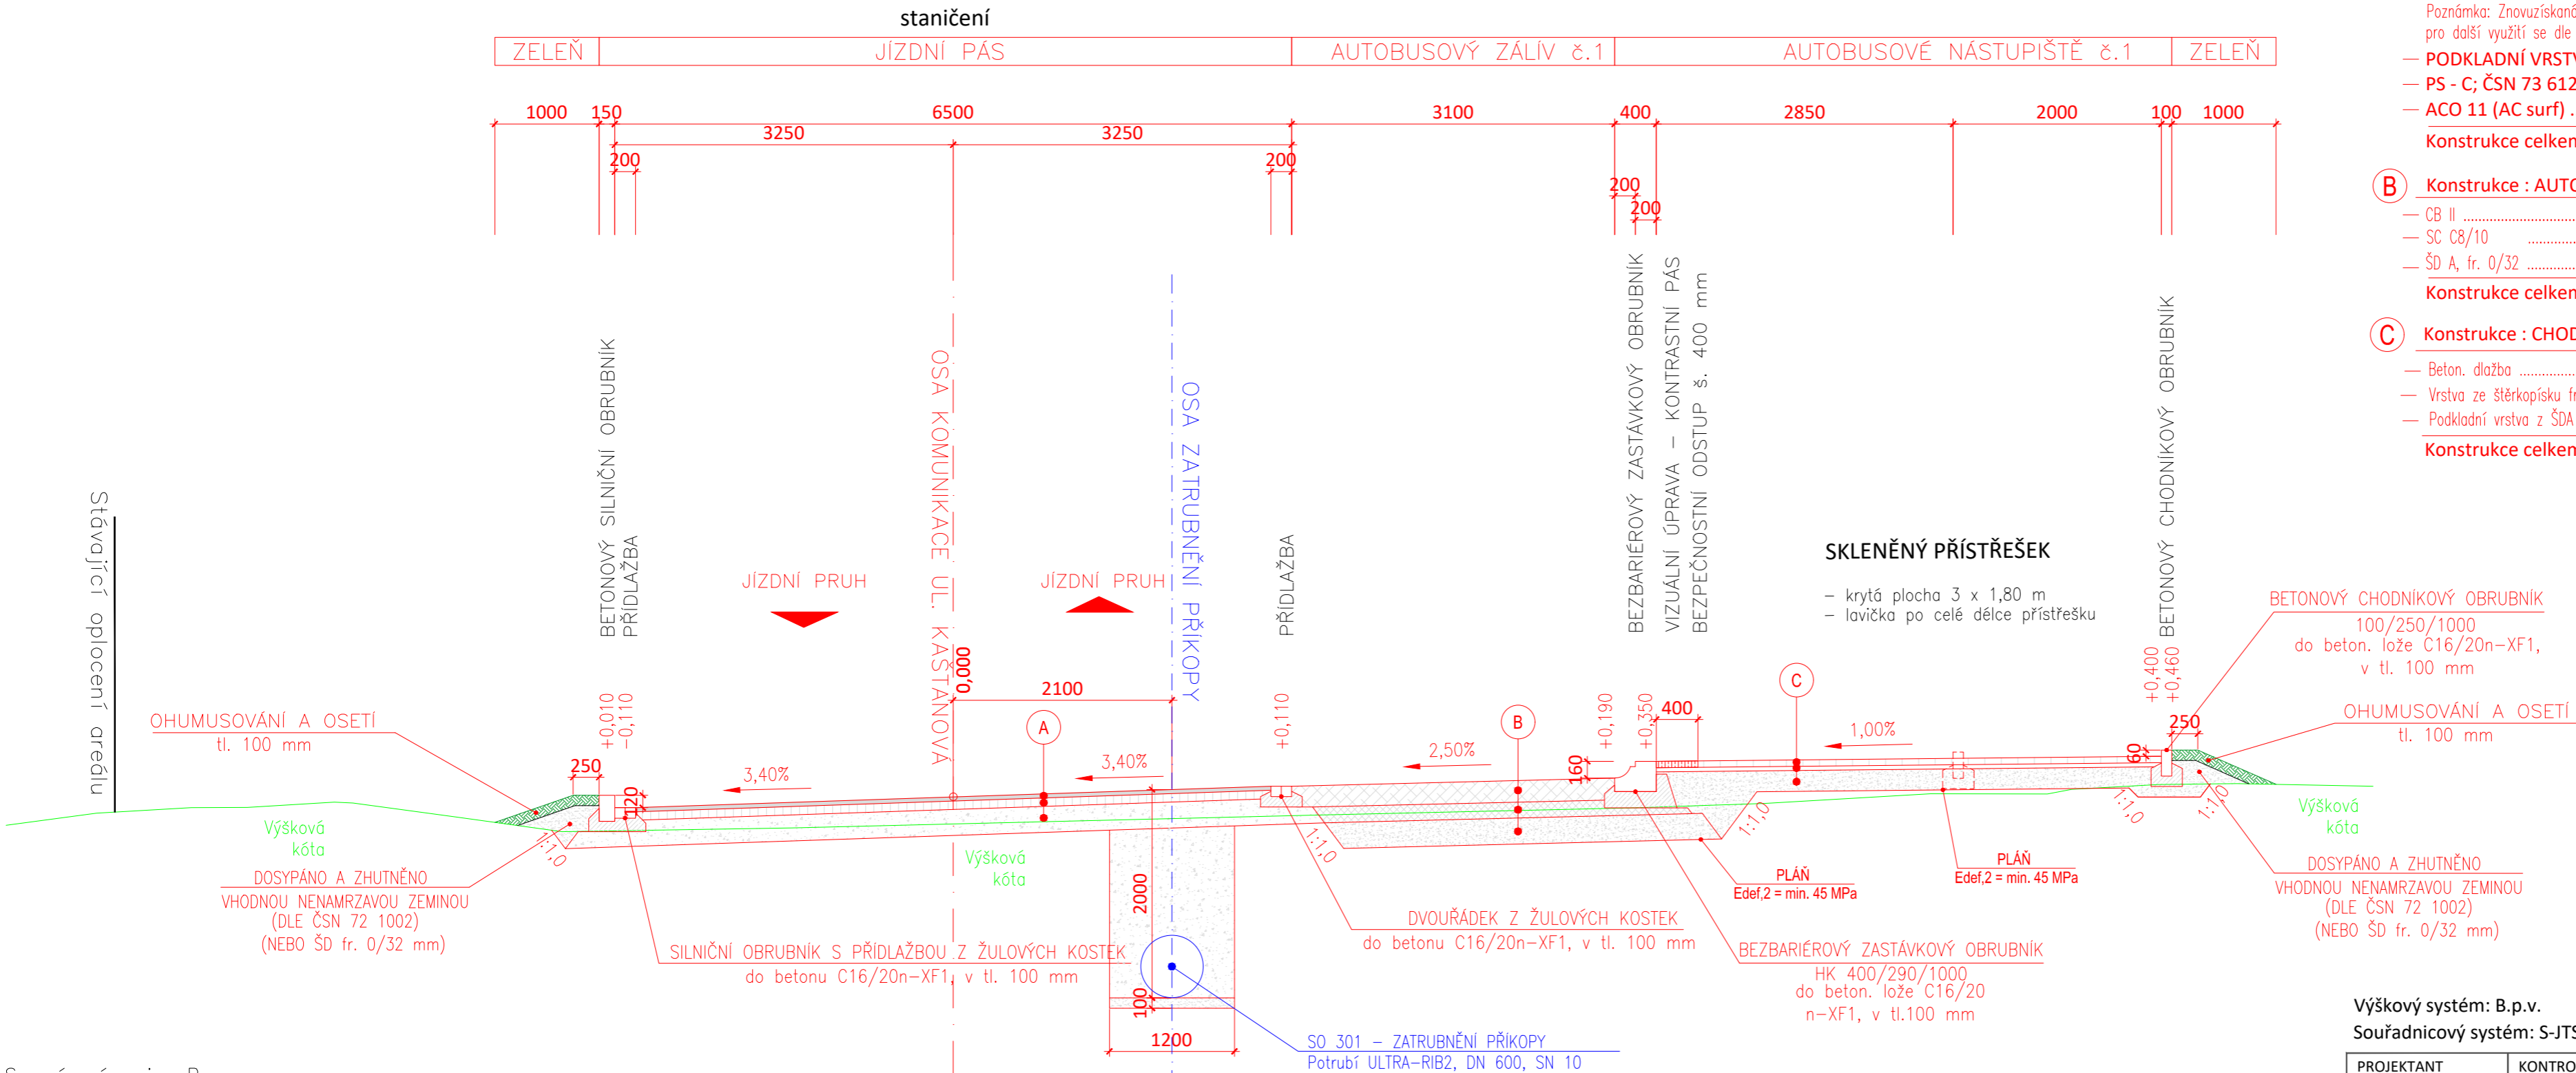 staničení
ZELEŇ
JÍZDNÍ PÁS
AUTOBUSOVÝ ZÁLÍV č.1
AUTOBUSOVÉ NÁSTUPIŠTĚ č.1
ZELEŇ
1000
150
6500
3100
400
2850
2000
100
1000
3250
3250
200
200
200
200
Poznámka: Znovuzískaná
pro další využití se dle
PODKLADNÍ VRSTV
PS - C; ČSN 73 612
ACO 11 (AC surf) .
Konstrukce celken
B
Konstrukce : AUTO
CB II
SC C8/10
ŠD A, fr. 0/32
Konstrukce celken
C
Konstrukce : CHOD
Beton. dlažba
Vrstva ze štěrkopísku fr
Podkladní vrstva z ŠDA
Konstrukce celken
Stávající oplocení areálu
BETONOVÝ SILNIČNÍ OBRUBNÍK
PŘÍDLAŽBA
OSA KOMUNIKACE UL. KAŠTANOVÁ
OSA ZATRUBNĚNÍ PŘÍKOPY
PŘÍDLAŽBA
BEZBARIÉROVÝ ZASTÁVKOVÝ OBRUBNÍK
VIZUÁLNÍ ÚPRAVA – KONTRASTNÍ PÁS
BEZPEČNOSTNÍ ODSTUP š. 400 mm
BETONOVÝ CHODNÍKOVÝ OBRUBNÍK
JÍZDNÍ PRUH
JÍZDNÍ PRUH
SKLENĚNÝ PŘÍSTŘEŠEK
– krytá plocha 3 x 1,80 m
– lavička po celé délce přístřešku
BETONOVÝ CHODNÍKOVÝ OBRUBNÍK
100/250/1000
do beton. lože C16/20n-XF1,
v tl. 100 mm
OHUMUSOVÁNÍ A OSETÍ
tl. 100 mm
+0,010
-0,110
0,000
2100
+0,110
+0,190
+0,350
400
+0,400
+0,460
A
B
C
OHUMUSOVÁNÍ A OSETÍ
tl. 100 mm
250
120
3,40%
3,40%
2,50%
160
1,00%
60
250
Výšková
kóta
1:1,0
Výšková
kóta
1:1,0
1:1,0
1:1,0
1:1,0
Výšková
kóta
DOSYPÁNO A ZHUTNĚNO
VHODNOU NENAMRZAVOU ZEMINOU
(DLE ČSN 72 1002)
(NEBO ŠD fr. 0/32 mm)
SILNIČNÍ OBRUBNÍK S PŘÍDLAŽBOU Z ŽULOVÝCH KOSTEK
do betonu C16/20n-XF1, v tl. 100 mm
2000
100
1200
DVOUŘÁDEK Z ŽULOVÝCH KOSTEK
do betonu C16/20n-XF1, v tl. 100 mm
PLÁŇ
Edef,2 = min. 45 MPa
PLÁŇ
Edef,2 = min. 45 MPa
BEZBARIÉROVÝ ZASTÁVKOVÝ OBRUBNÍK
HK 400/290/1000
do beton. lože C16/20
n-XF1, v tl.100 mm
DOSYPÁNO A ZHUTNĚNO
VHODNOU NENAMRZAVOU ZEMINOU
(DLE ČSN 72 1002)
(NEBO ŠD fr. 0/32 mm)
SO 301 – ZATRUBNĚNÍ PŘÍKOPY
Potrubí ULTRA-RIB2, DN 600, SN 10
Výškový systém: B.p.v.
Souřadnicový systém: S-JTS
PROJEKTANT
KONTRO